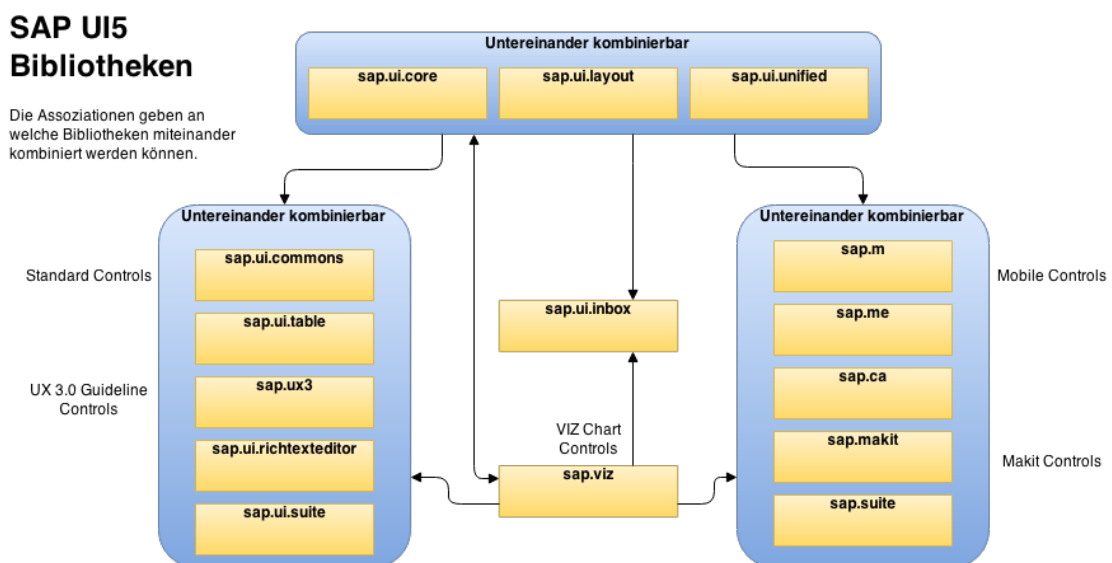 SAP UI5
Bibliotheken
Die Assoziationen geben an
welche Bibliotheken miteinander
kombiniert werden können.
Untereinander kombinierbar
sap.ui.core
sap.ui.layout
sap.ui.unified
Untereinander kombinierbar
Standard Controls
sap.ui.commons
sap.ui.table
UX 3.0 Guideline
Controls
sap.ux3
sap.ui.richtexteditor
sap.ui.suite
sap.ui.inbox
VIZ Chart
Controls
sap.viz
Untereinander kombinierbar
sap.m
Mobile Controls
sap.me
sap.ca
sap.makit
Makit Controls
sap.suite